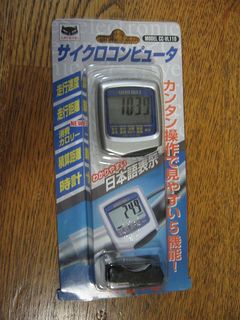 MODEL CC-VL110
サイクロコンピュータ
走行速度
走行距離
消費カロリー
積算距離
時計
1039
わかりやすい
日本語表示
249
カンタン操作で見やすい5機能!